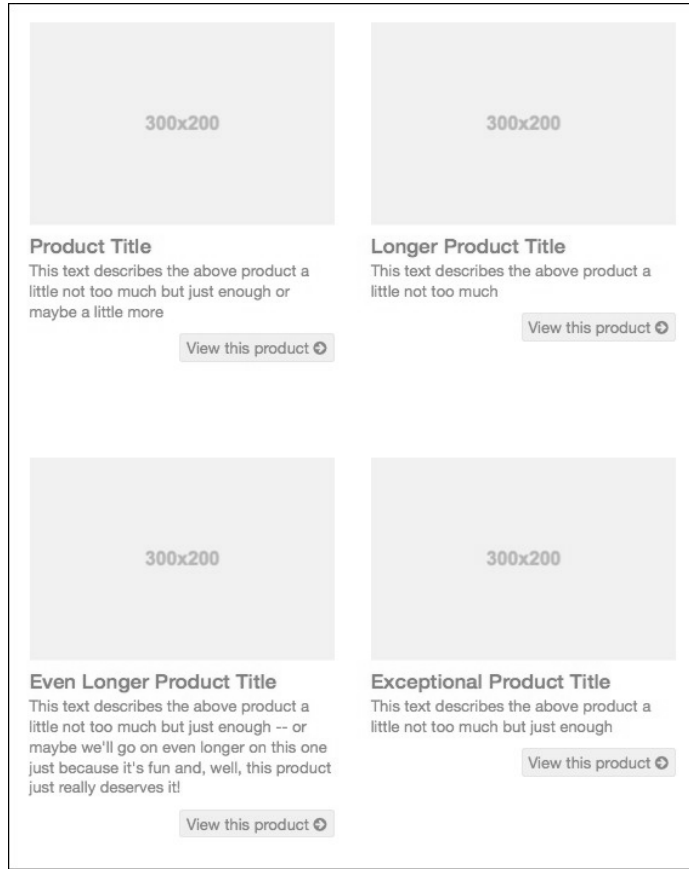 300x200
Product Title
This text describes the above product a
little not too much but just enough or
maybe a little more
View this product
300x200
Longer Product Title
This text describes the above product a
little not too much
View this product
300x200
Even Longer Product Title
This text describes the above product a
little not too much but just enough -- or
maybe we'll go on even longer on this one
just because it's fun and, well, this product
just really deserves it!
View this product
300x200
Exceptional Product Title
This text describes the above product a
little not too much but just enough
View this product